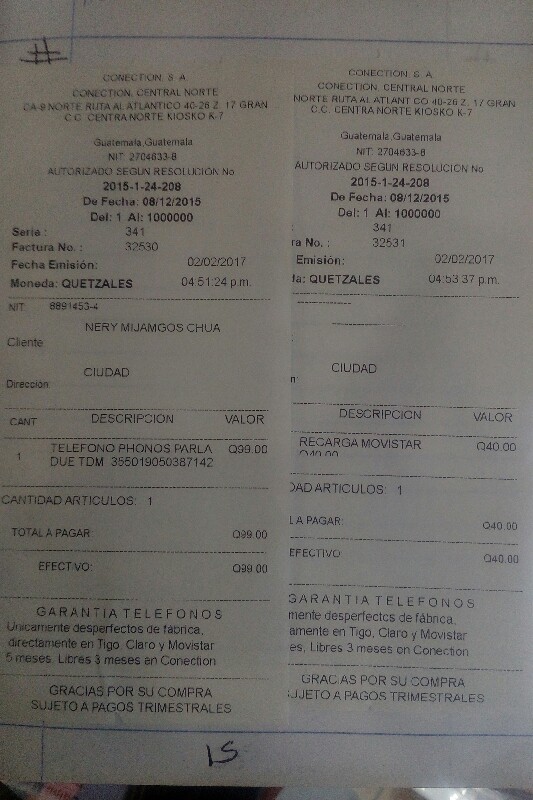 #
CONECTION, S. A
CONECTION, CENTRAL NORTE
CA-9 NORTE RUTA AL ATLANTICO 40-26 Z. 17 GRAN
C.C. CENTRA NORTE KIOSKO K-7
Guatemala,Guatemala
NIT: 2704633-8
AUTORIZADO SEGUN RESOLUCION No
2015-1-24-208
De Fecha: 08/12/2015
Del: 1 Al: 1000000
Serie : 341
Factura No. : 32530
Fecha Emisión: 02/02/2017
Moneda: QUETZALES 04:51:24 p.m.
NIT: 8891453-4
NERY MIJAMGOS CHUA
Cliente
CIUDAD
Dirección
CANT DESCRIPCION VALOR
1 TELEFONO PHONOS PARLA Q99.00
DUE TDM 355019050387142
CANTIDAD ARTICULOS: 1
TOTAL A PAGAR: Q99.00
EFECTIVO: Q99.00
GARANTIA TELEFONOS
Unicamente desperfectos de fábrica,
directamente en Tigo, Claro y Movistar
5 meses, Libres 3 meses en Conection
GRACIAS POR SU COMPRA
SUJETO A PAGOS TRIMESTRALES
CONECTION, S. A
CONECTION, CENTRAL NORTE
NORTE RUTA AL ATLANTICO 40-26 Z. 17 GRAN
C.C. CENTRA NORTE KIOSKO K-7
Guatemala,Guatemala
NIT: 2704633-8
AUTORIZADO SEGUN RESOLUCION No
2015-1-24-208
De Fecha: 08/12/2015
Del: 1 Al: 1000000
: 341
ra No. : 32531
Emisión: 02/02/2017
da: QUETZALES 04:53:37 p.m.
CIUDAD
n
DESCRIPCION VALOR
RECARGA MOVISTAR Q40.00
Q40.00
DAD ARTICULOS: 1
L A PAGAR: Q40.00
EFECTIVO: Q40.00
GARANTIA TELEFONOS
mente desperfectos de fábrica,
amente en Tigo, Claro y Movistar
es, Libres 3 meses en Conection
GRACIAS POR SU COMPRA
SUJETO A PAGOS TRIMESTRALES